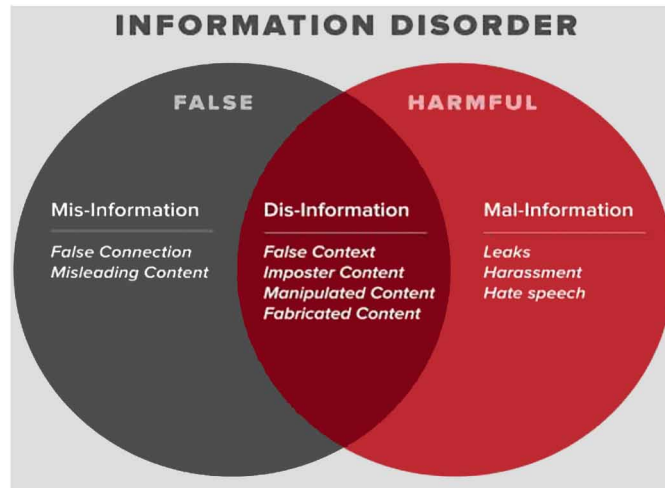 INFORMATION DISORDER
FALSE
HARMFUL
Mis-Information
False Connection
Misleading Content
Dis-Information
False Context
Imposter Content
Manipulated Content
Fabricated Content
Mal-Information
Leaks
Harassment
Hate speech